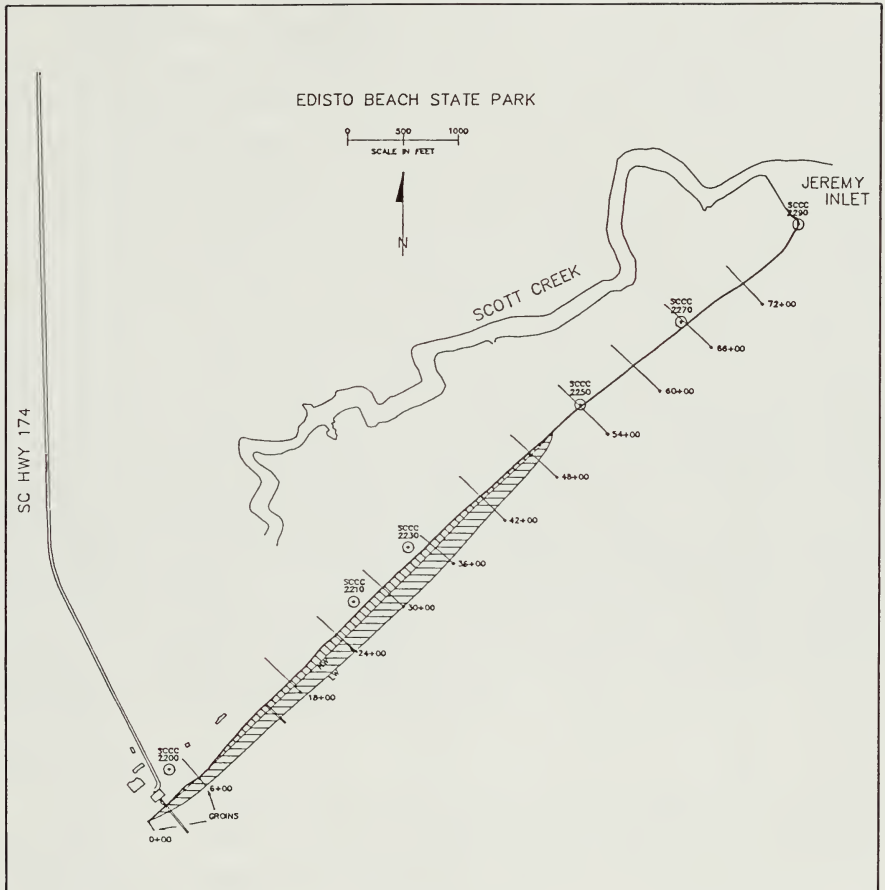 EDISTO BEACH STATE PARK
0 500 1000
SCALE IN FEET
N
JEREMY
INLET
SCCC
2290
SCOTT CREEK
72+00
SCCC
2270
66+00
60+00
SCCC
2250
54+00
SC HWY 174
48+00
42+00
SCCC
2230
36+00
SCCC
2210
30+00
24+00
18+00
SCCC
2200
6+00
GROINS
0+00